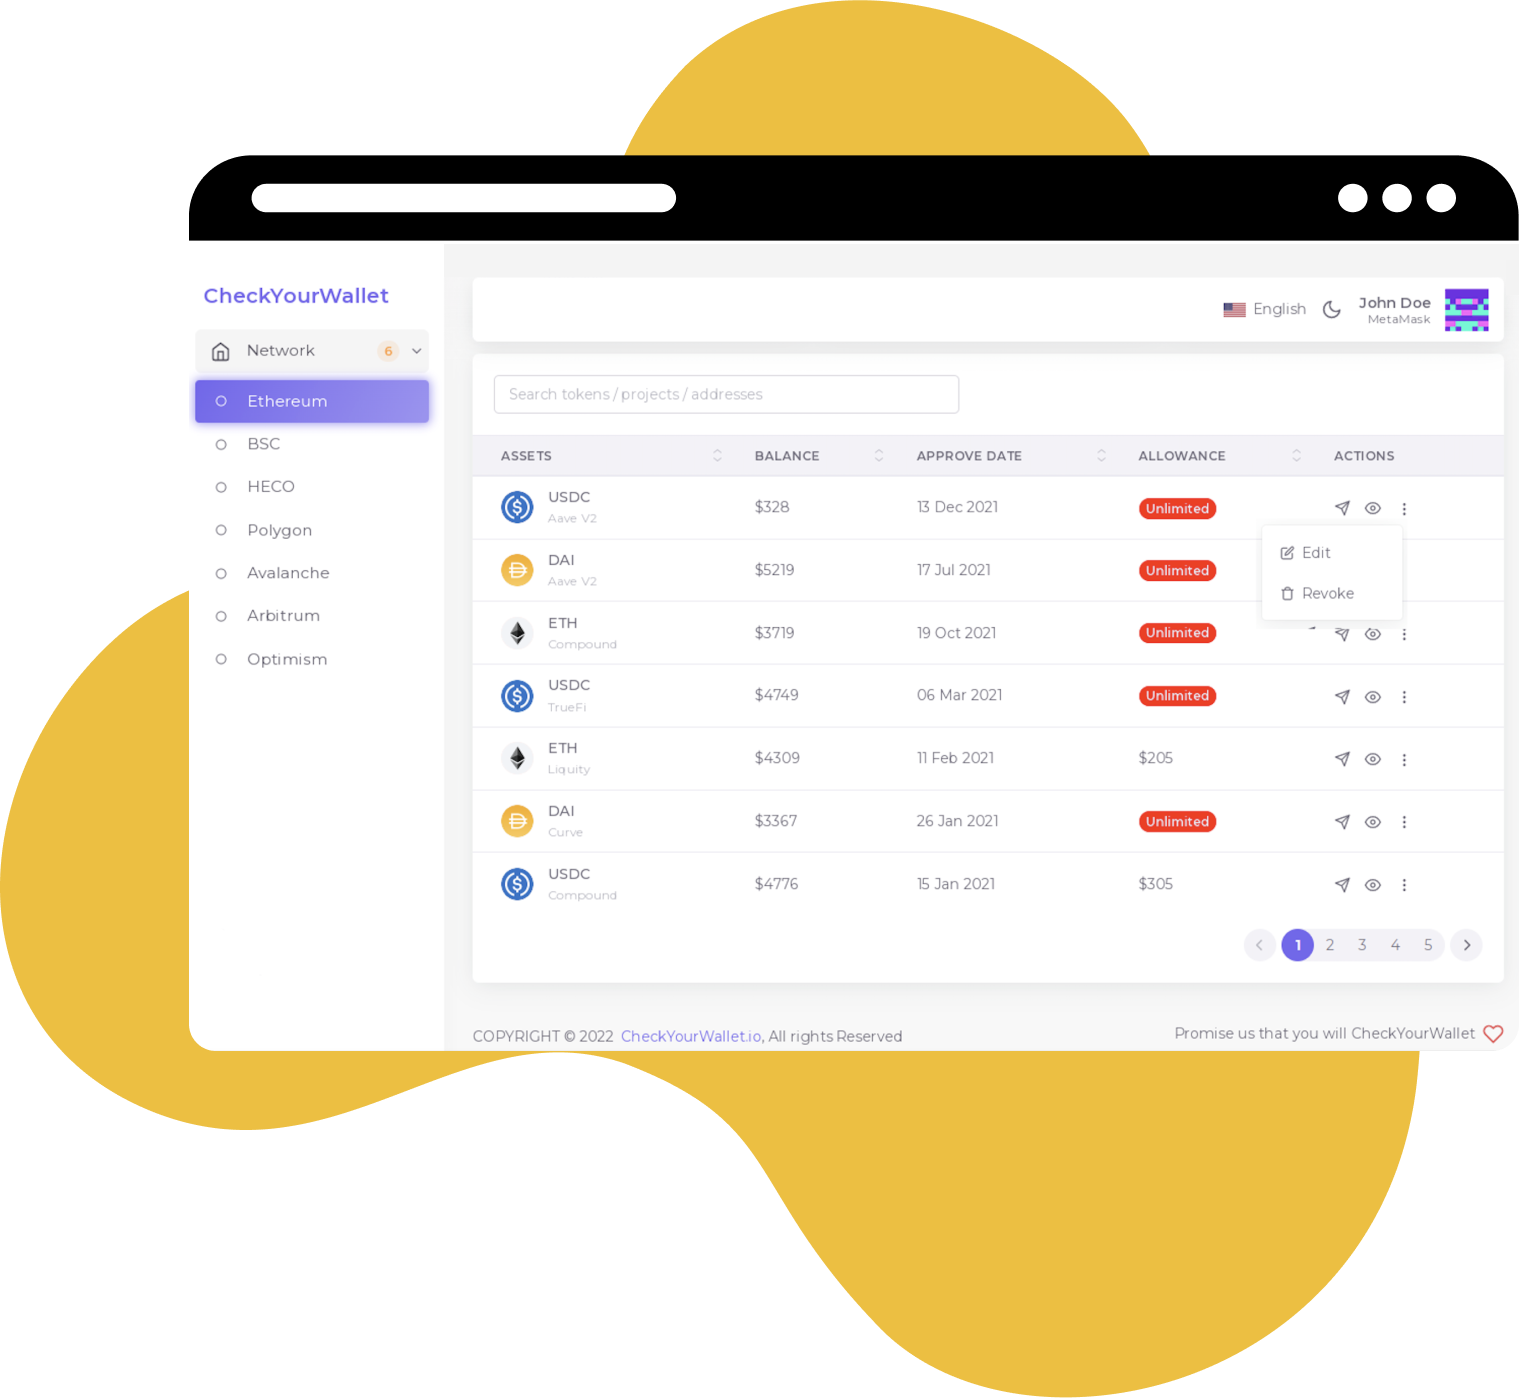 CheckYourWallet
Network 6
Ethereum
BSC
HECO
Polygon
Avalanche
Arbitrum
Optimism
English
John Doe
MetaMask
Search tokens / projects / addresses
ASSETS BALANCE APPROVE DATE ALLOWANCE ACTIONS
USDC
Aave V2
$328 13 Dec 2021 Unlimited
Edit
Revoke
DAI
Aave V2
$5219 17 Jul 2021 Unlimited
ETH
Compound
$3719 19 Oct 2021 Unlimited
USDC
TrueFi
$4749 06 Mar 2021 Unlimited
ETH
Liquity
$4309 11 Feb 2021 $205
DAI
Curve
$3367 26 Jan 2021 Unlimited
USDC
Compound
$4776 15 Jan 2021 $305
1 2 3 4 5
COPYRIGHT © 2022 CheckYourWallet.io, All rights Reserved
Promise us that you will CheckYourWallet